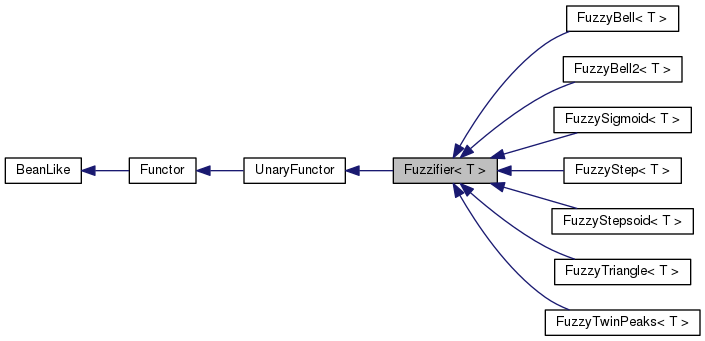 BeanLike
Functor
UnaryFunctor
Fuzzifier< T >
FuzzyBell< T >
FuzzyBell2< T >
FuzzySigmoid< T >
FuzzyStep< T >
FuzzyStepsoid< T >
FuzzyTriangle< T >
FuzzyTwinPeaks< T >